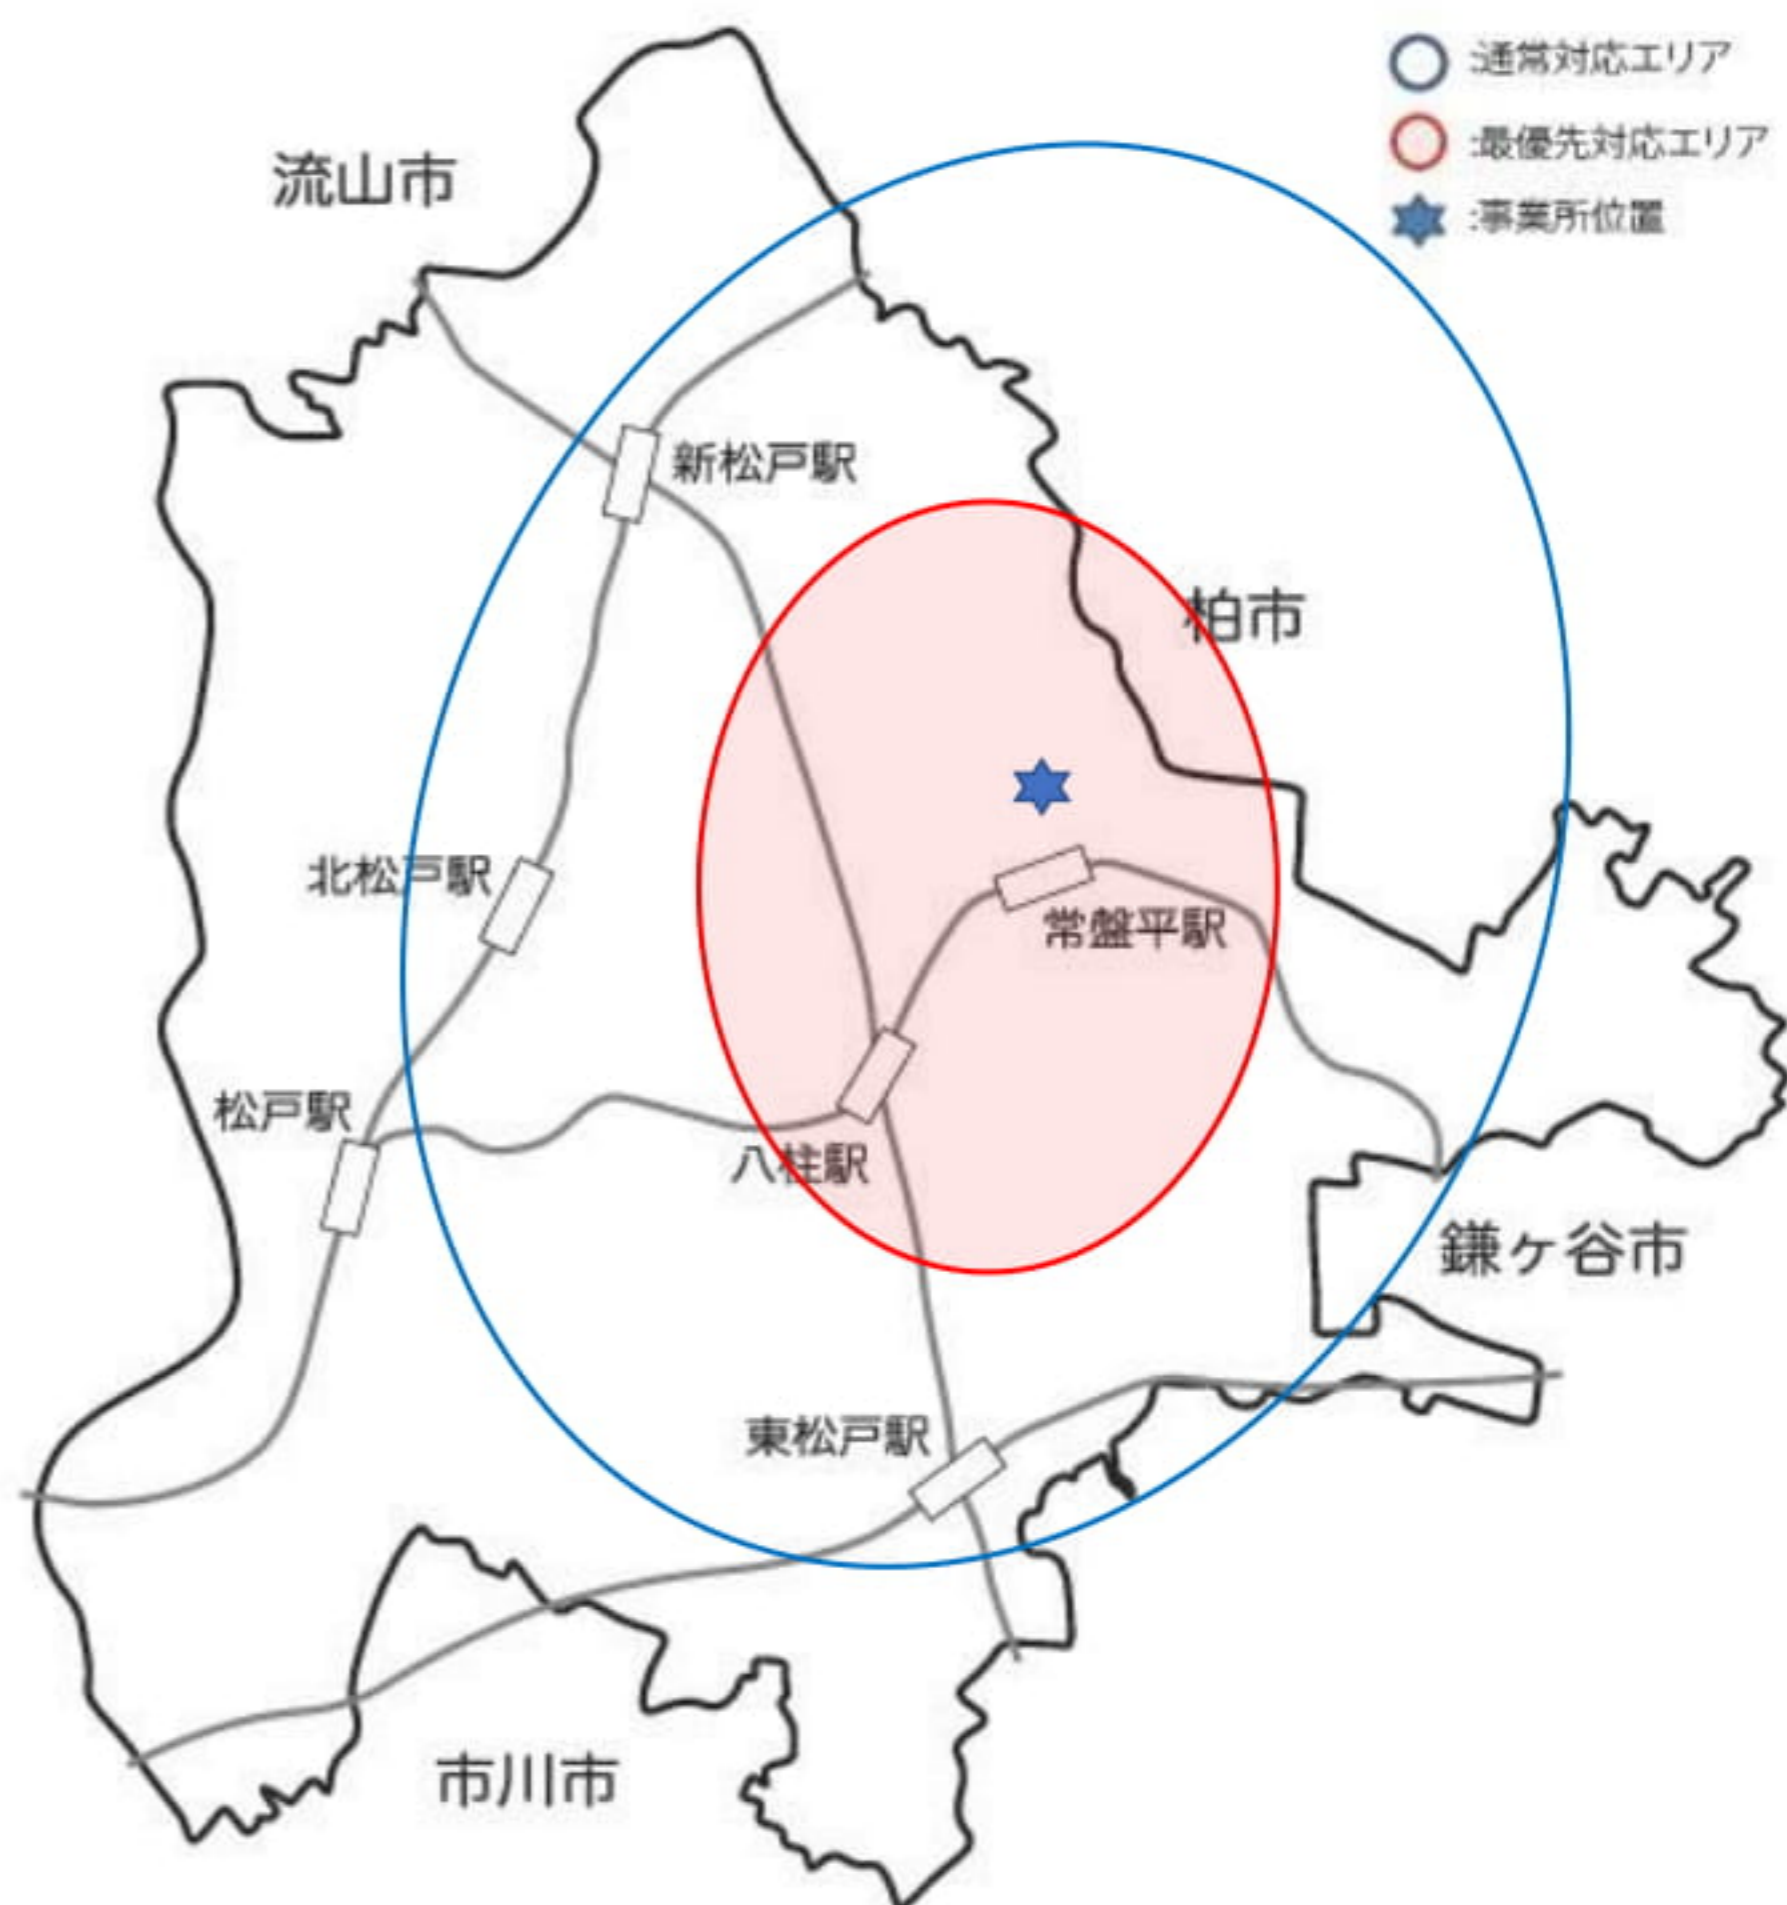 :通常対応エリア
:最優先対応エリア
:事業所位置
流山市
新松戸駅
柏市
北松戸駅
常盤平駅
松戸駅
八柱駅
鎌ヶ谷市
東松戸駅
市川市